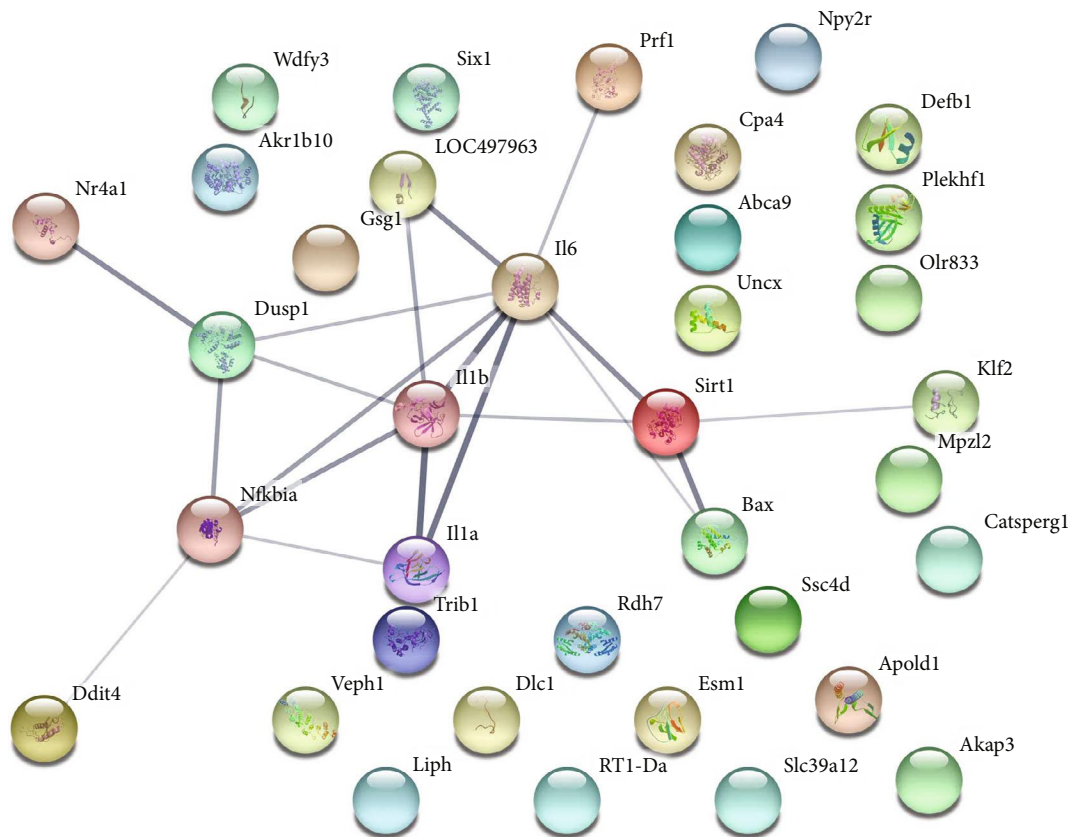 Npy2r
Prf1
Wdfy3
Six1
Defb1
Cpa4
Akr1b10
LOC497963
Nr4a1
Plekhf1
Abca9
Gsg1
Il6
Olr833
Uncx
Dusp1
Il1b
Sirt1
Klf2
Mpzl2
Nfkbia
Bax
Il1a
Catsperg1
Ssc4d
Trib1
Rdh7
Apold1
Ddit4
Veph1
Dlc1
Esm1
Akap3
Liph
RT1-Da
Slc39a12